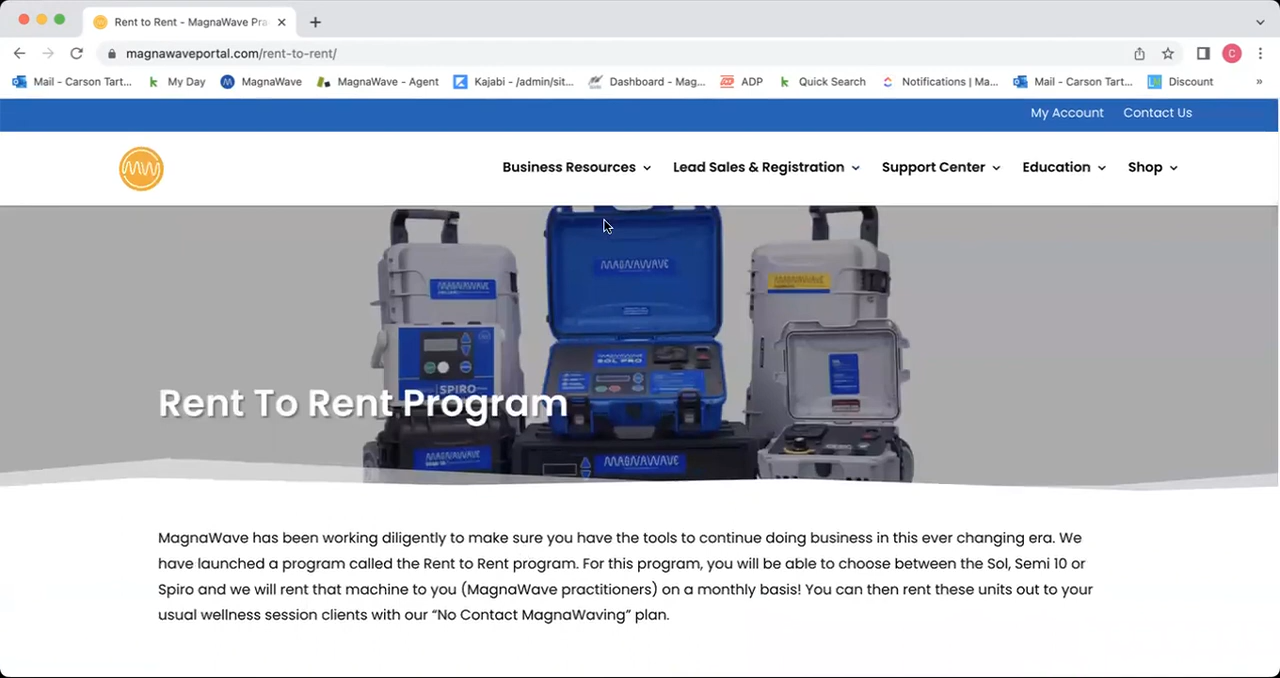 Rent to Rent - MagnaWave Pra
magnawaveportal.com/rent-to-rent/
C
Mail - Carson Tart... My Day MagnaWave MagnaWave - Agent Kajabi - /admin/sit... Dashboard - Mag... ADP Quick Search Notifications | Ma... Mail - Carson Tart... Discount »
My Account Contact Us
MW
Business Resources Lead Sales & Registration Support Center Education Shop
MAGNAWAVE
MAGNAWAVE
MAGNAWAVE
SOL PRO
SPIRO
Rent To Rent Program
MAGNAWAVE
MAGNAWAVE
MagnaWave has been working diligently to make sure you have the tools to continue doing business in this ever changing era. We
have launched a program called the Rent to Rent program. For this program, you will be able to choose between the Sol, Semi 10 or
Spiro and we will rent that machine to you (MagnaWave practitioners) on a monthly basis! You can then rent these units out to your
usual wellness session clients with our “No Contact MagnaWaving” plan.